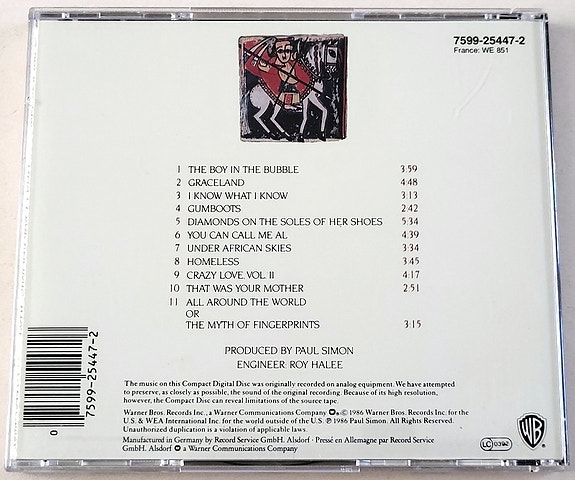 7599-25447-2
France: WE 851
1 THE BOY IN THE BUBBLE 3:59
2 GRACELAND 4:48
3 I KNOW WHAT I KNOW 3:13
4 GUMBOOTS 2:42
5 DIAMONDS ON THE SOLES OF HER SHOES 5:34
6 YOU CAN CALL ME AL 4:39
7 UNDER AFRICAN SKIES 3:34
8 HOMELESS 3:45
9 CRAZY LOVE, VOL. II 4:17
10 THAT WAS YOUR MOTHER 2:51
11 ALL AROUND THE WORLD
OR
THE MYTH OF FINGERPRINTS 3:15
PRODUCED BY PAUL SIMON
ENGINEER: ROY HALEE
The music on this Compact Digital Disc was originally recorded on analog equipment. We have attempted
to preserve, as closely as possible, the sound of the original recording. Because of its high resolution,
however, the Compact Disc can reveal limitations of the source tape.
Warner Bros. Records Inc., a Warner Communications Company ℗ © 1986 Warner Bros. Records Inc. for the
U.S. & WEA International Inc. for the world outside of the U.S. ℗ 1986 Paul Simon. All Rights Reserved.
Unauthorized duplication is a violation of applicable laws.
Manufactured in Germany by Record Service GmbH. Alsdorf · Pressé en Allemagne par Record Service
GmbH. Alsdorf a Warner Communications Company
7599-25447-2
0
LC 0392
WB